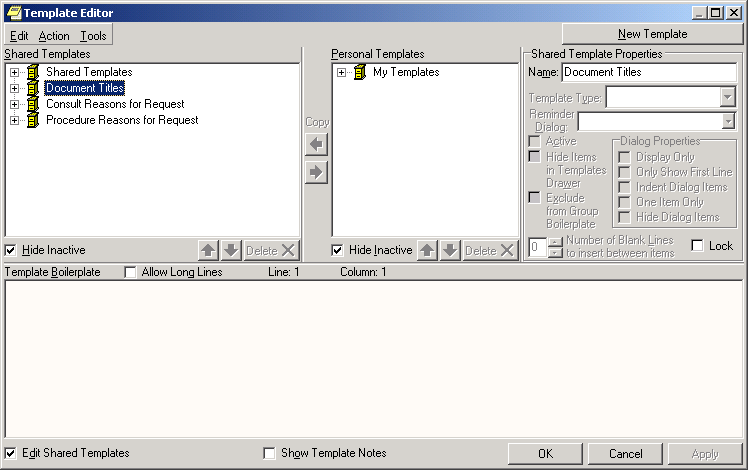 Template Editor
Edit Action Tools
New Template
Shared Templates
Shared Templates
Document Titles
Consult Reasons for Request
Procedure Reasons for Request
Hide Inactive
Delete
Copy
Personal Templates
My Templates
Hide Inactive
Delete
Shared Template Properties
Name: Document Titles
Template Type:
Reminder
Dialog:
Active
Hide Items
in Templates
Drawer
Exclude
from Group
Boilerplate
Dialog Properties
Display Only
Only Show First Line
Indent Dialog Items
One Item Only
Hide Dialog Items
0 Number of Blank Lines
to insert between items
Lock
Template Boilerplate Allow Long Lines Line: 1 Column: 1
Edit Shared Templates Show Template Notes OK Cancel Apply